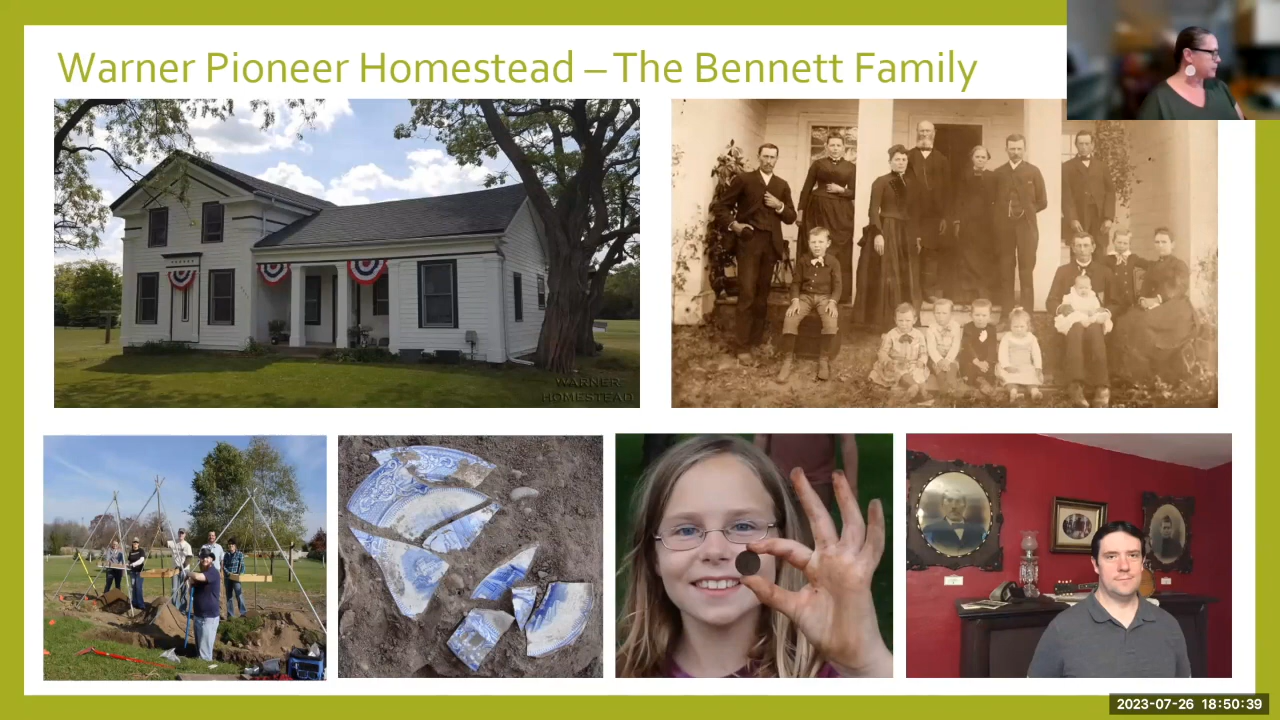 Warner Pioneer Homestead – The Bennett Family
WARNER
HOMESTEAD
2023-07-26 18:50:39